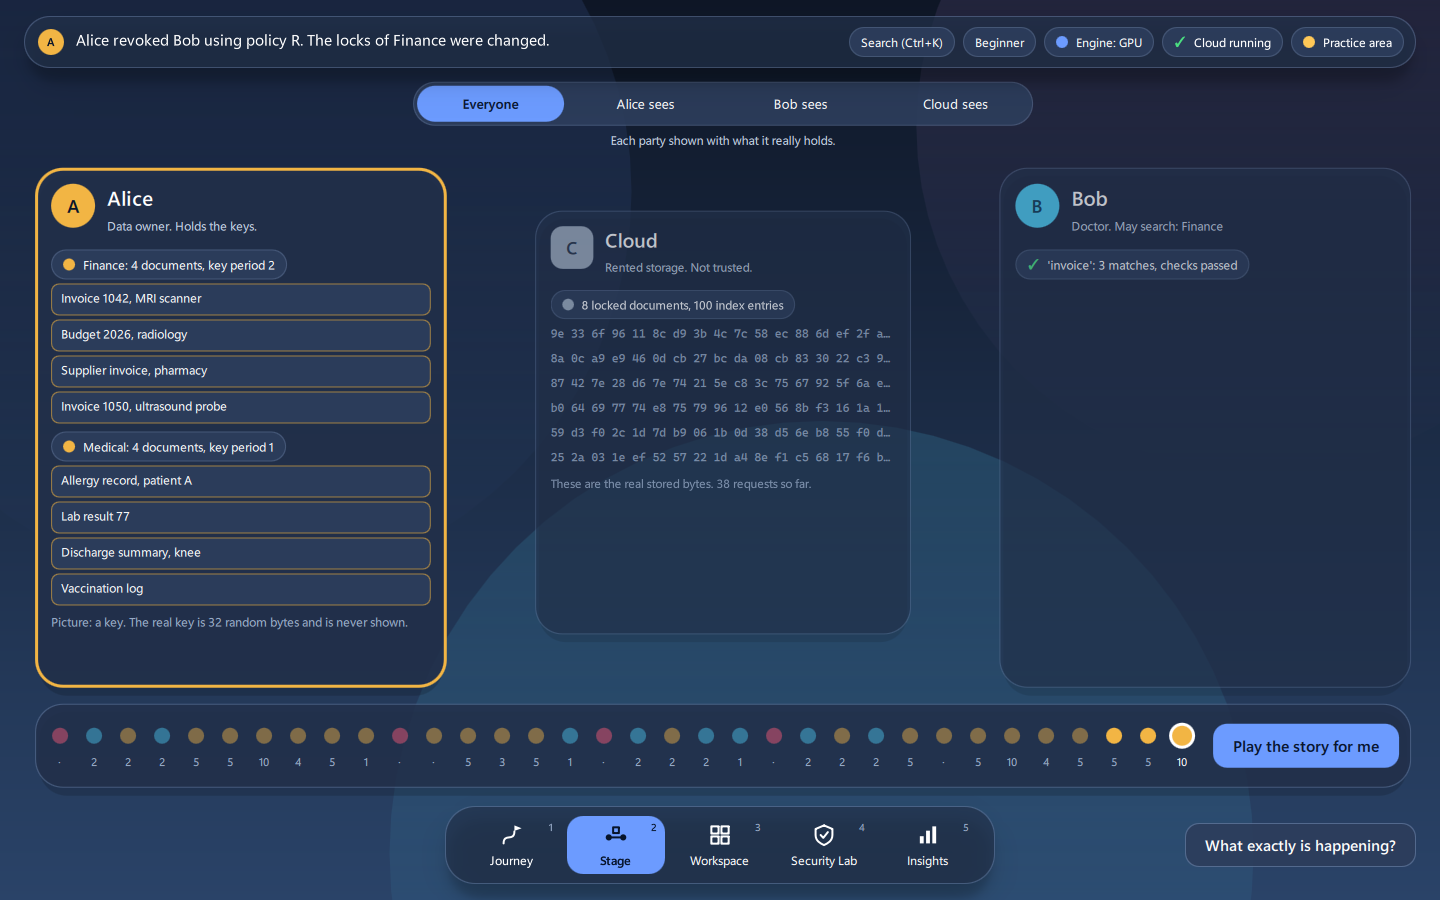 A Alice revoked Bob using policy R. The locks of Finance were changed.
Search (Ctrl+K) Beginner Engine: GPU ✓ Cloud running Practice area
Everyone Alice sees Bob sees Cloud sees
Each party shown with what it really holds.
A Alice
Data owner. Holds the keys.
Finance: 4 documents, key period 2
Invoice 1042, MRI scanner
Budget 2026, radiology
Supplier invoice, pharmacy
Invoice 1050, ultrasound probe
Medical: 4 documents, key period 1
Allergy record, patient A
Lab result 77
Discharge summary, knee
Vaccination log
Picture: a key. The real key is 32 random bytes and is never shown.
C Cloud
Rented storage. Not trusted.
8 locked documents, 100 index entries
9e 33 6f 96 11 8c d9 3b 4c 7c 58 ec 88 6d ef 2f a…
8a 0c a9 e9 46 0d cb 27 bc da 08 cb 83 30 22 c3 9…
87 42 7e 28 d6 7e 74 21 5e c8 3c 75 67 92 5f 6a e…
b0 64 69 77 74 e8 75 79 96 12 e0 56 8b f3 16 1a 1…
59 d3 f0 2c 1d 7d b9 06 1b 0d 38 d5 6e b8 55 f0 d…
25 2a 03 1e ef 52 57 22 1d a4 8e f1 c5 68 17 f6 b…
These are the real stored bytes. 38 requests so far.
B Bob
Doctor. May search: Finance
✓ 'invoice': 3 matches, checks passed
· 2 2 2 5 5 10 4 5 1 · · 5 3 5 1 · 2 2 2 1 · 2 2 2 5 · 5 10 4 5 5 5 10
Play the story for me
1 2 3 4 5
Journey Stage Workspace Security Lab Insights
What exactly is happening?